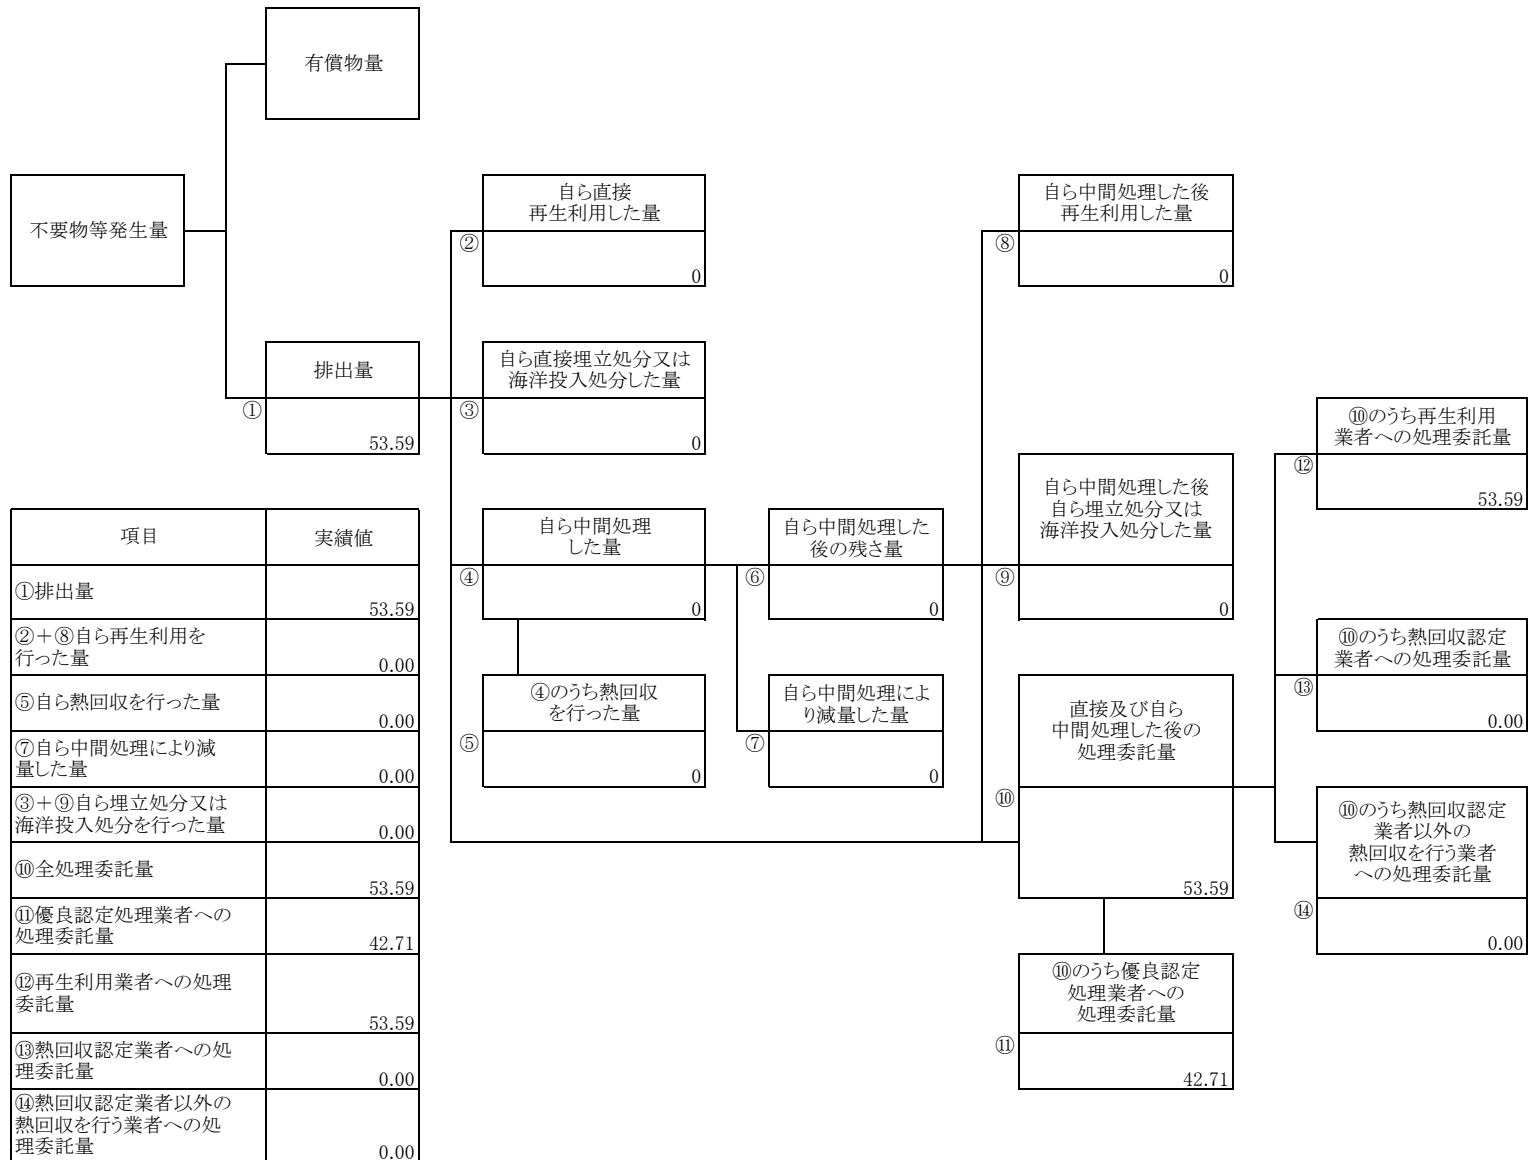 有償物量
不要物等発生量
自ら直接
再生利用した量
②
0
自ら中間処理した後
再生利用した量
⑧
0
排出量
①
53.59
自ら直接埋立処分又は
海洋投入処分した量
③
0
⑩のうち再生利用
業者への処理委託量
⑫
53.59
自ら中間処理した後
自ら埋立処分又は
海洋投入処分した量
⑨
0
自ら中間処理
した量
④
0
自ら中間処理した
後の残さ量
⑥
0
⑩のうち熱回収認定
業者への処理委託量
⑬
0.00
④のうち熱回収
を行った量
⑤
0
自ら中間処理によ
り減量した量
⑦
0
直接及び自ら
中間処理した後の
処理委託量
⑩
53.59
⑩のうち熱回収認定
業者以外の
熱回収を行う業者
への処理委託量
⑭
0.00
⑩のうち優良認定
処理業者への
処理委託量
⑪
42.71
項目
実績値
①排出量
53.59
②+⑧自ら再生利用を
行った量
0.00
⑤自ら熱回収を行った量
0.00
⑦自ら中間処理により減
量した量
0.00
③+⑨自ら埋立処分又は
海洋投入処分を行った量
0.00
⑩全処理委託量
53.59
⑪優良認定処理業者への
処理委託量
42.71
⑫再生利用業者への処理
委託量
53.59
⑬熱回収認定業者への処
理委託量
0.00
⑭熱回収認定業者以外の
熱回収を行う業者への処
理委託量
0.00